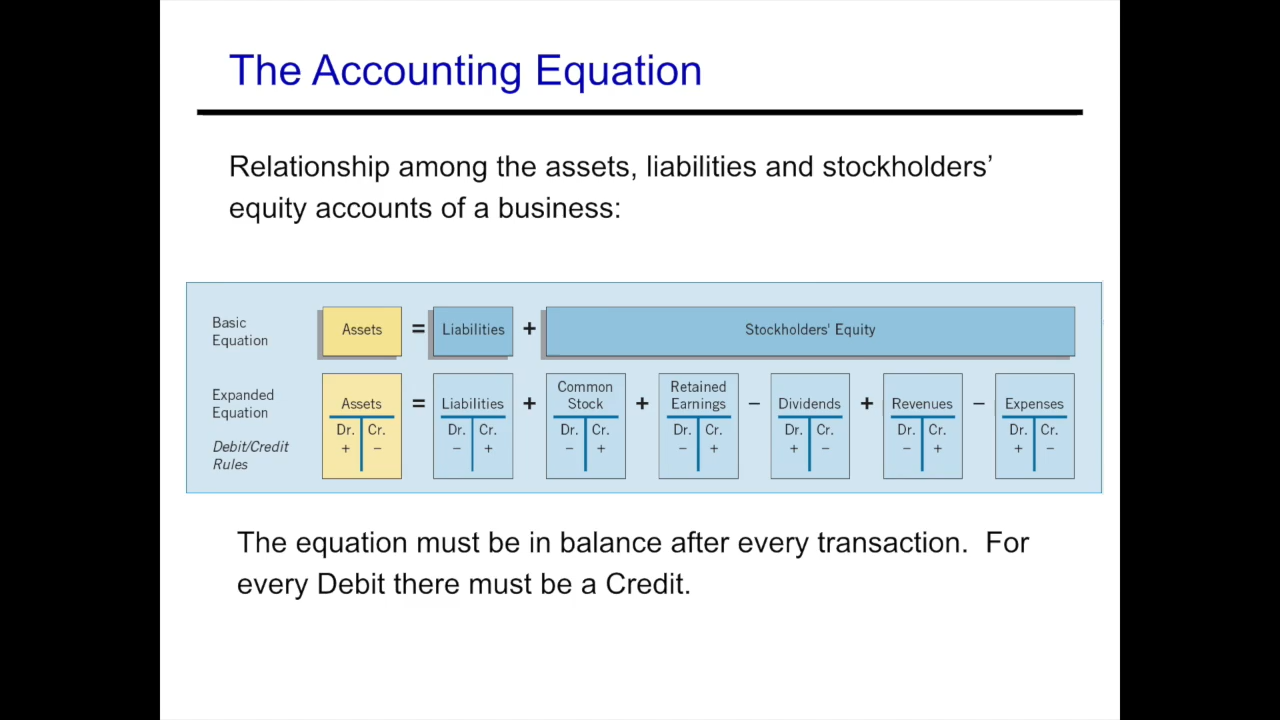 The Accounting Equation
Relationship among the assets, liabilities and stockholders’
equity accounts of a business:
Basic
Equation
Assets = Liabilities + Stockholders' Equity
Expanded
Equation
Debit/Credit
Rules
Common Retained
Stock Earnings
Assets = Liabilities + + − Dividends + Revenues − Expenses
Dr. Cr. Dr. Cr. Dr. Cr. Dr. Cr. Dr. Cr. Dr. Cr. Dr. Cr.
+ − − + − + − + + − − + + −
The equation must be in balance after every transaction.  For
every Debit there must be a Credit.